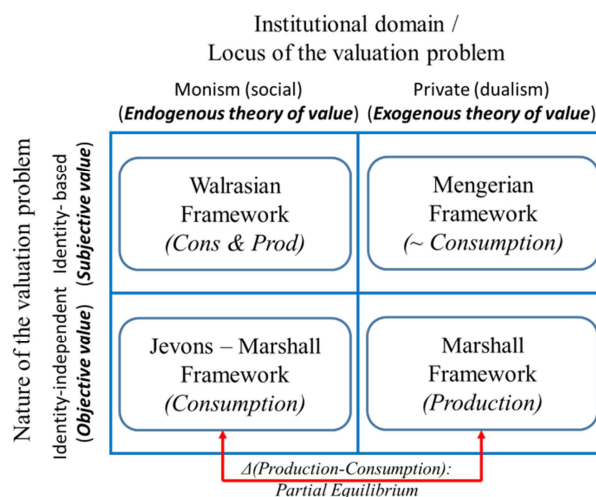 Institutional domain /
Locus of the valuation problem
Monism (social)
(Endogenous theory of value)
Private (dualism)
(Exogenous theory of value)
Nature of the valuation problem
Identity- based
(Subjective value)
Identity-independent
(Objective value)
Walrasian
Framework
(Cons & Prod)
Mengerian
Framework
(~ Consumption)
Jevons – Marshall
Framework
(Consumption)
Marshall
Framework
(Production)
Δ(Production-Consumption):
Partial Equilibrium